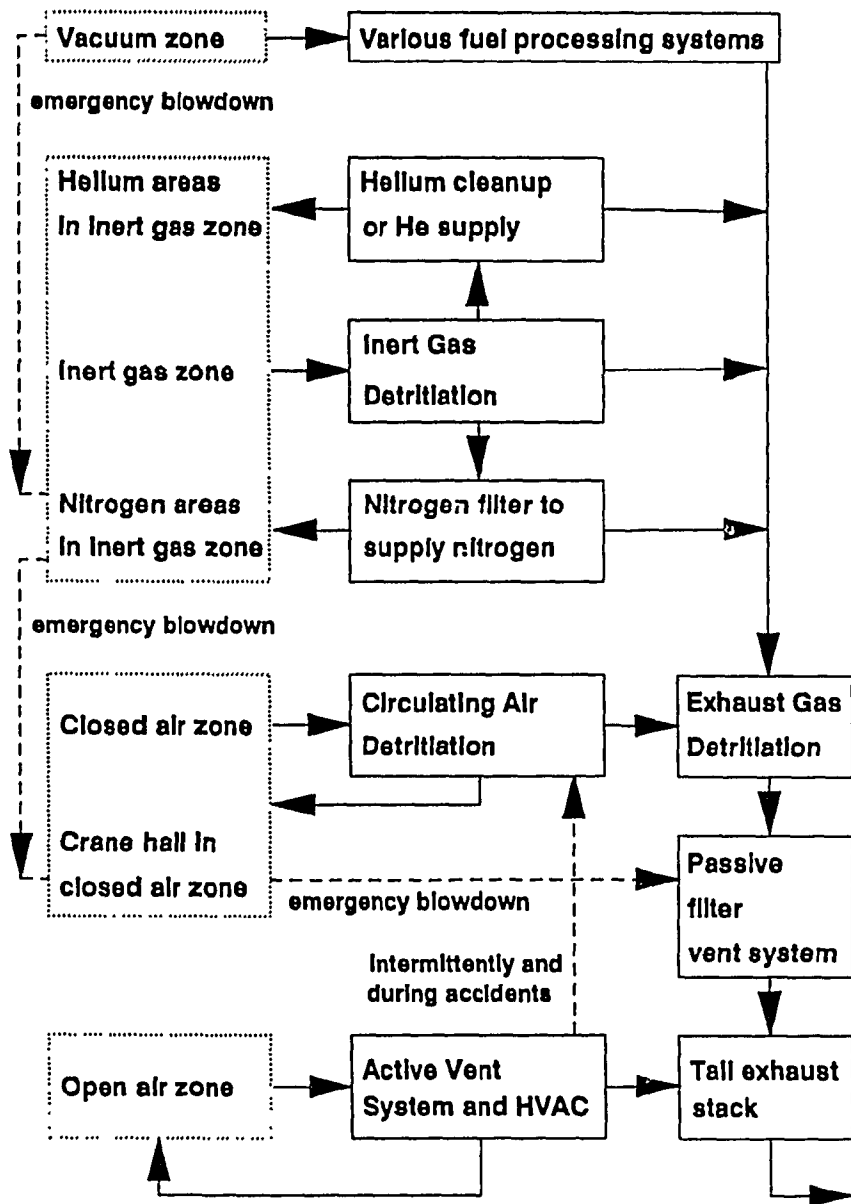 Vacuum zone
Various fuel processing systems
emergency blowdown
Helium areas
in inert gas zone
Helium cleanup
or He supply
Inert gas zone
Inert Gas
Detritiation
Nitrogen areas
in inert gas zone
Nitrogen filter to
supply nitrogen
emergency blowdown
Closed air zone
Circulating Air
Detritiation
Exhaust Gas
Detritiation
Crane hall in
closed air zone
emergency blowdown
Passive
filter
vent system
Intermittently and
during accidents
Open air zone
Active Vent
System and HVAC
Tall exhaust
stack